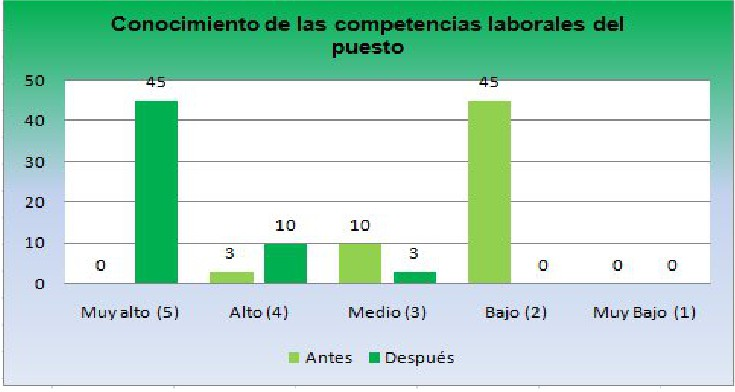 Conocimiento de las competencias laborales del
puesto
50
40
30
20
10
0
0
45
3
10
10
3
45
0
0
0
Muy alto (5)
Alto (4)
Medio (3)
Bajo (2)
Muy Bajo (1)
Antes
Después